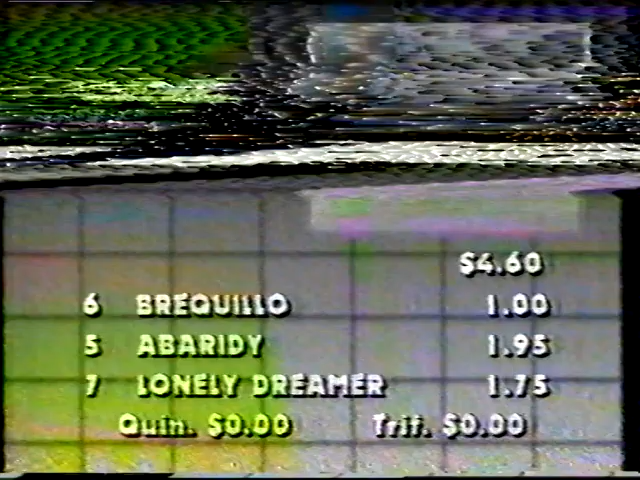 $4.60
6 BREQUILLO 1.00
5 ABARIDY 1.95
7 LONELY DREAMER 1.75
Quin. $0.00 Trif. $0.00